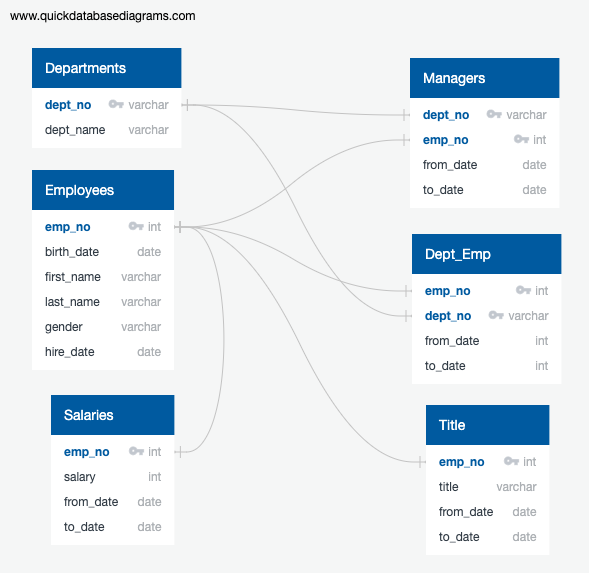 www.quickdatabasediagrams.com
Departments
dept_no varchar
dept_name varchar
Employees
emp_no int
birth_date date
first_name varchar
last_name varchar
gender varchar
hire_date date
Salaries
emp_no int
salary int
from_date date
to_date date
Managers
dept_no varchar
emp_no int
from_date date
to_date date
Dept_Emp
emp_no int
dept_no varchar
from_date int
to_date int
Title
emp_no int
title varchar
from_date date
to_date date